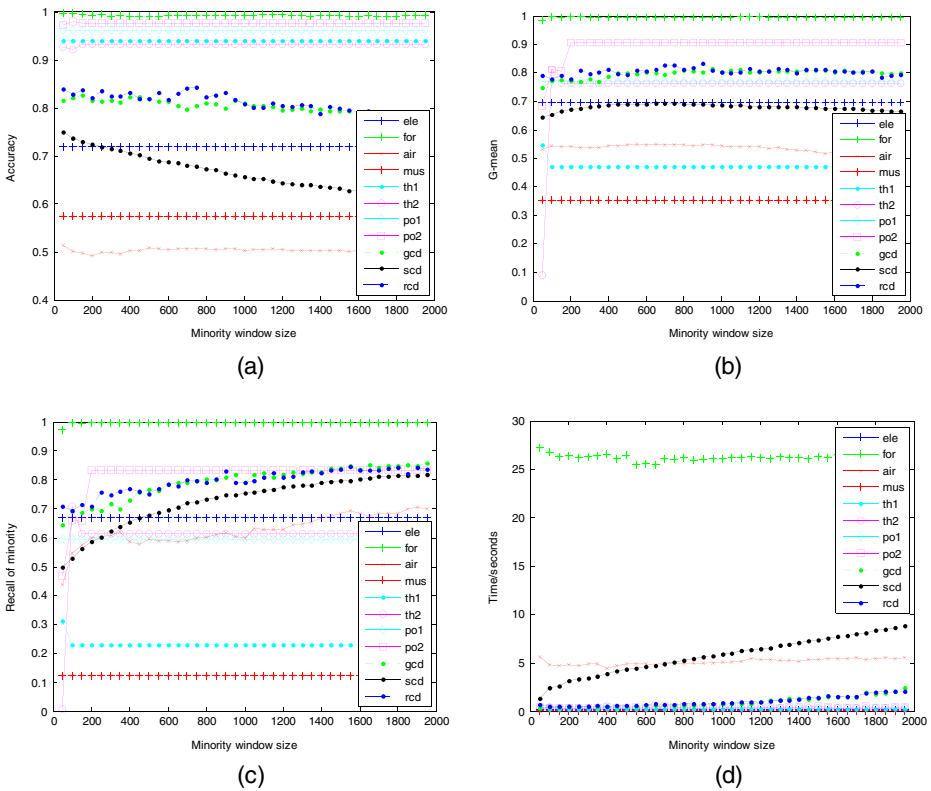 1
0.9
0.8
0.7
0.6
0.5
0.4
Accuracy
0 200 400 600 800 1000 1200 1400 1600 1800 2000
Minority window size
ele
for
air
mus
th1
th2
po1
po2
gcd
scd
rcd
(a)
1
0.9
0.8
0.7
0.6
0.5
0.4
0.3
0.2
0.1
0
G-mean
0 200 400 600 800 1000 1200 1400 1600 1800 2000
Minority window size
ele
for
air
mus
th1
th2
po1
po2
gcd
scd
rcd
(b)
1
0.9
0.8
0.7
0.6
0.5
0.4
0.3
0.2
0.1
0
Recall of minority
0 200 400 600 800 1000 1200 1400 1600 1800 2000
Minority window size
ele
for
air
mus
th1
th2
po1
po2
gcd
scd
rcd
(c)
30
25
20
15
10
5
0
Time/seconds
0 200 400 600 800 1000 1200 1400 1600 1800 2000
Minority window size
ele
for
air
mus
th1
th2
po1
po2
gcd
scd
rcd
(d)